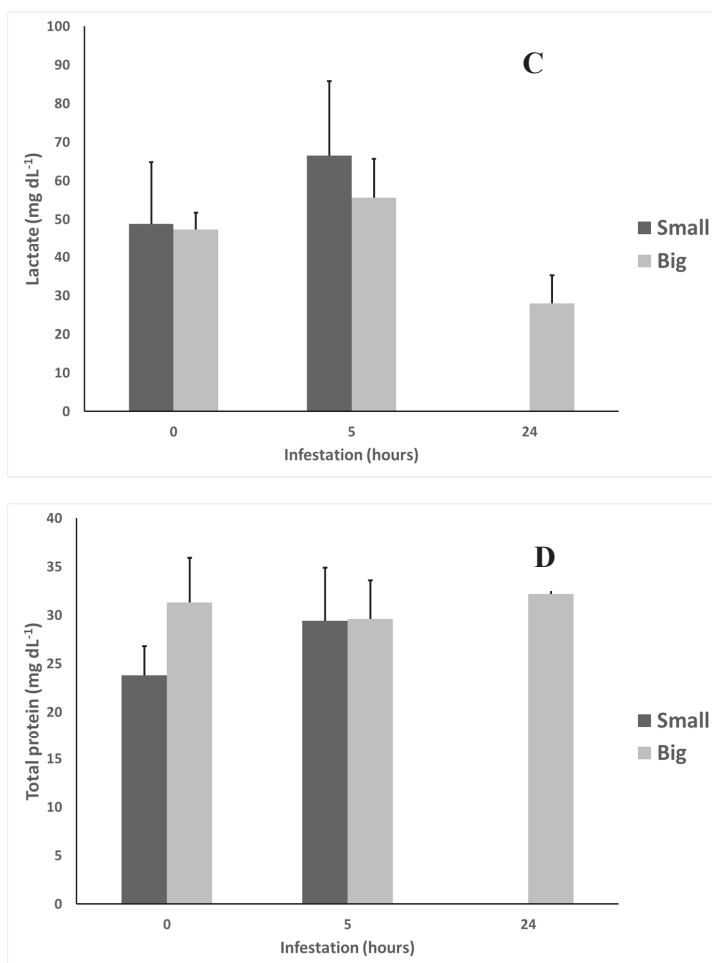 C
100
90
80
70
60
50
40
30
20
10
0
Lactate (mg dL⁻¹)
0 5 24
Infestation (hours)
Small
Big
D
40
35
30
25
20
15
10
5
0
Total protein (mg dL⁻¹)
0 5 24
Infestation (hours)
Small
Big